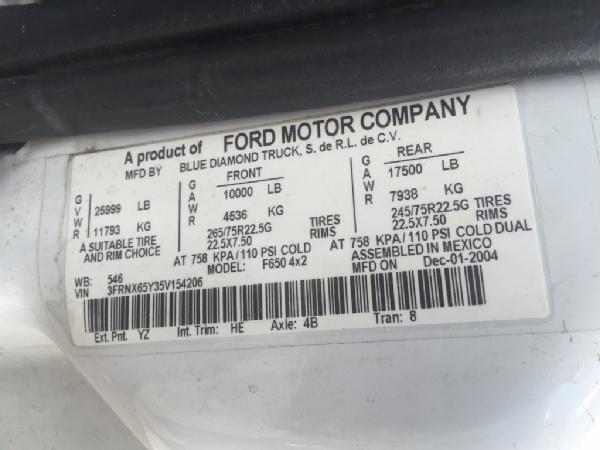 A product of FORD MOTOR COMPANY
MFD BY BLUE DIAMOND TRUCK, S. de R.L. de C.V.
GVWR 25999 LB 11793 KG
A SUITABLE TIRE AND RIM CHOICE
FRONT
GAWR 10000 LB 4536 KG
265/75R22.5G TIRES
22.5X7.50 RIMS
AT 758 KPA/110 PSI COLD
REAR
GAWR 17500 LB 7938 KG
245/75R22.5G TIRES
22.5X7.50 RIMS
AT 758 KPA/110 PSI COLD DUAL
WB: 546
MODEL: F650 4x2
ASSEMBLED IN MEXICO
VIN 3FRNX65Y35V154206
MFD ON Dec-01-2004
Ext. Pnt. YZ Int. Trim: HE Axle: 4B Tran: 8